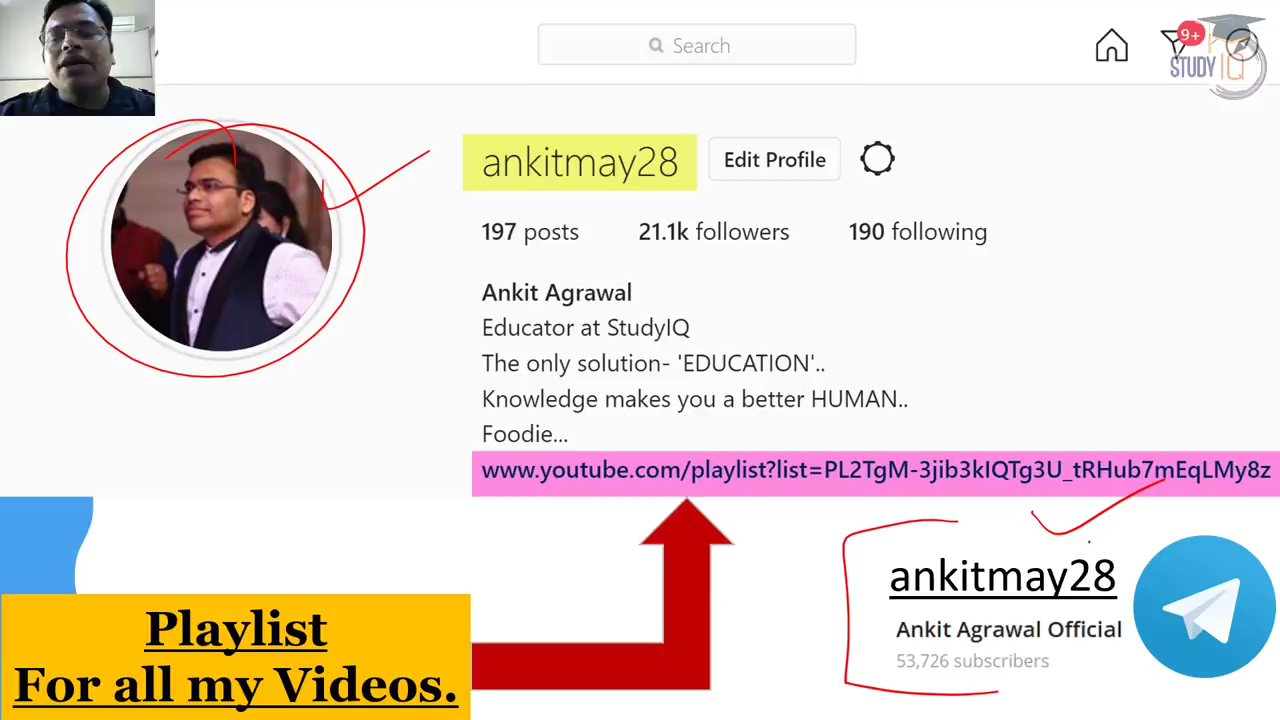 Search
9+
STUDY IQ
ankitmay28
Edit Profile
197 posts 21.1k followers 190 following
Ankit Agrawal
Educator at StudyIQ
The only solution- 'EDUCATION'..
Knowledge makes you a better HUMAN..
Foodie...
www.youtube.com/playlist?list=PL2TgM-3jib3kIQTg3U_tRHub7mEqLMy8z
Playlist
For all my Videos.
ankitmay28
Ankit Agrawal Official
53,726 subscribers